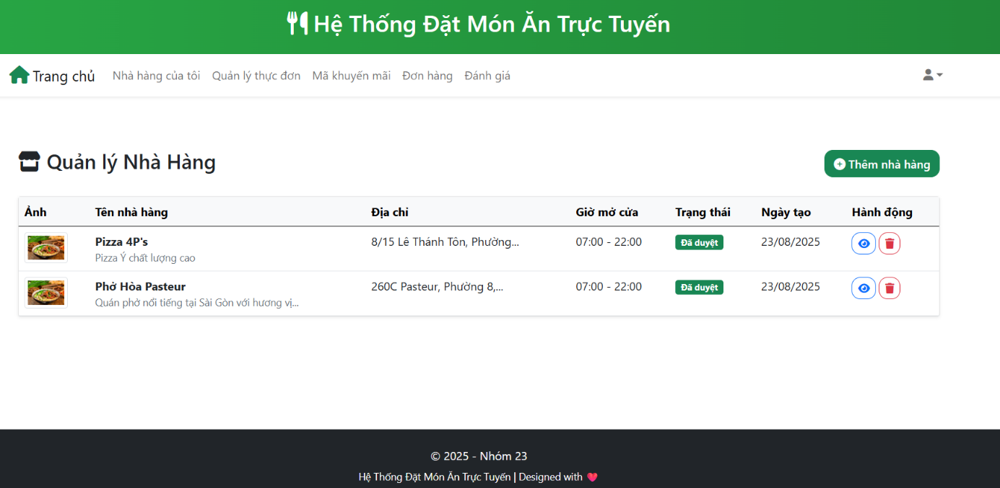 Hệ Thống Đặt Món Ăn Trực Tuyến
Trang chủ Nhà hàng của tôi Quản lý thực đơn Mã khuyến mãi Đơn hàng Đánh giá
Quản lý Nhà Hàng
Thêm nhà hàng
Ảnh Tên nhà hàng Địa chỉ Giờ mở cửa Trạng thái Ngày tạo Hành động
Pizza 4P's 8/15 Lê Thánh Tôn, Phường... 07:00 - 22:00 Đã duyệt 23/08/2025
Pizza Ý chất lượng cao
Phở Hòa Pasteur 260C Pasteur, Phường 8,... 07:00 - 22:00 Đã duyệt 23/08/2025
Quán phở nổi tiếng tại Sài Gòn với hương vị...
© 2025 - Nhóm 23
Hệ Thống Đặt Món Ăn Trực Tuyến | Designed with ❤